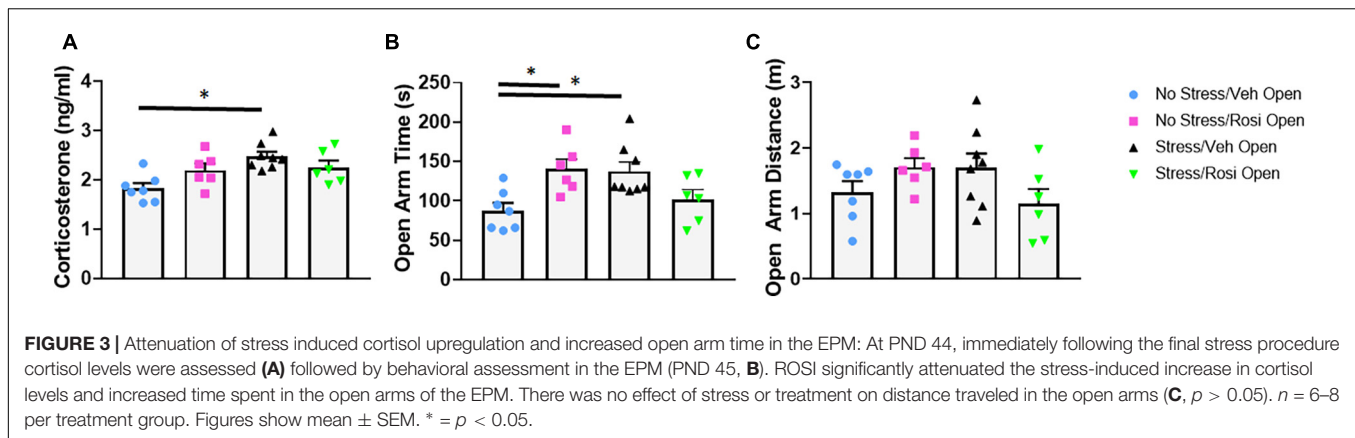 A
Corticosterone (ng/ml)
4
3
2
1
0
*
B
Open Arm Time (s)
250
200
150
100
50
0
*
*
C
Open Arm Distance (m)
3
2
1
0
No Stress/Veh Open
No Stress/Rosi Open
Stress/Veh Open
Stress/Rosi Open
FIGURE 3 | Attenuation of stress induced cortisol upregulation and increased open arm time in the EPM: At PND 44, immediately following the final stress procedure
cortisol levels were assessed (A) followed by behavioral assessment in the EPM (PND 45, B). ROSI significantly attenuated the stress-induced increase in cortisol
levels and increased time spent in the open arms of the EPM. There was no effect of stress or treatment on distance traveled in the open arms (C, p > 0.05). n = 6–8
per treatment group. Figures show mean ± SEM. * = p < 0.05.